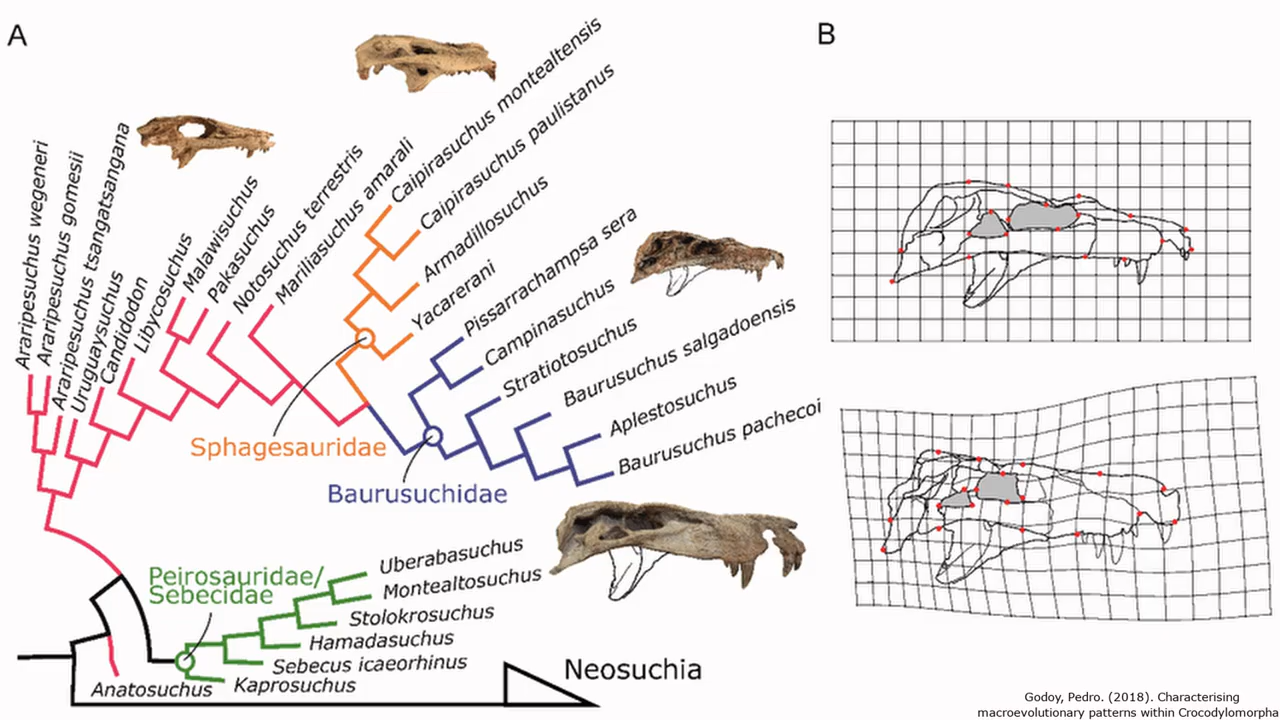 A
B
Araripesuchus wegeneri
Araripesuchus gomesii
Araripesuchus tsangatsangana
Uruguaysuchus
Candidodon
Libycosuchus
Malawisuchus
Pakasuchus
Notosuchus terrestris
Mariliasuchus amarali
Caipirasuchus montealtensis
Caipirasuchus paulistanus
Armadillosuchus
Yacarerani
Pissarrachampsa sera
Campinasuchus
Stratiotosuchus
Baurusuchus salgadoensis
Aplestosuchus
Baurusuchus pachecoi
Sphagesauridae
Baurusuchidae
Peirosauridae/
Sebecidae
Uberabasuchus
Montealtosuchus
Stolokrosuchus
Hamadasuchus
Sebecus icaeorhinus
Kaprosuchus
Anatosuchus
Neosuchia
Godoy, Pedro. (2018). Characterising
macroevolutionary patterns within Crocodylomorpha